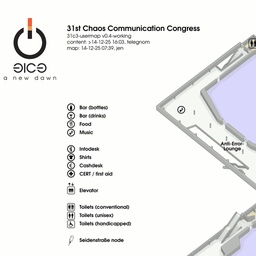 31st Chaos Communication Congress
31c3-usermap v0.4-working
content: >14-12-25 16:03, telegnom
map: 14-12-25 07:39, jen
31C3
a new dawn
Bar (bottles)
Bar (drinks)
Food
Music
Infodesk
Shirts
Cashdesk
CERT / first aid
Elevator
Toilets (conventional)
Toilets (unisex)
Toilets (handicapped)
Seidenstraße node
Anti-Error-
Lounge